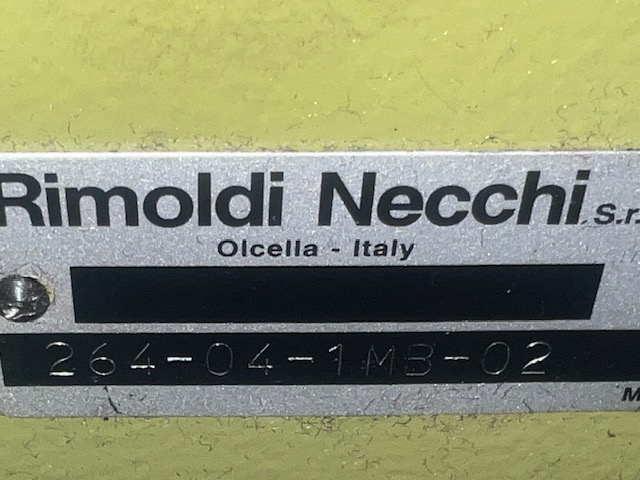 Rimoldi Necchi S.r.
Olcella - Italy
264-04-1MB-02
M